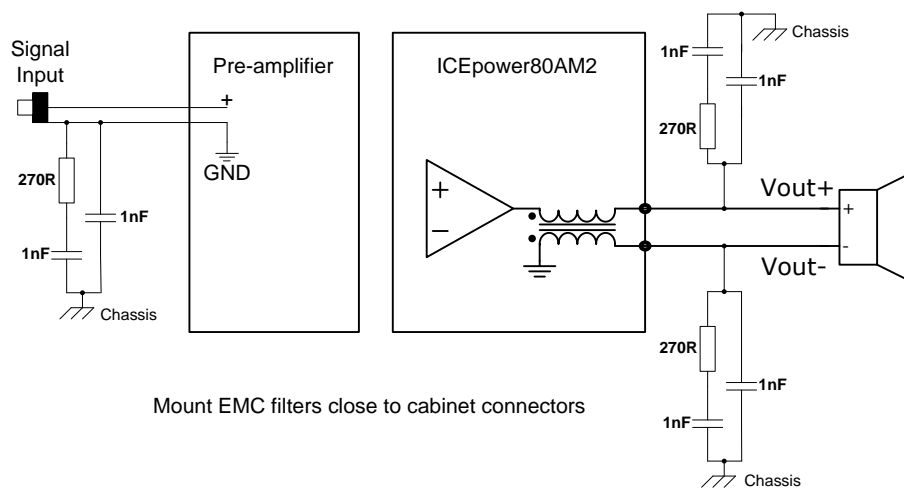 Signal
Input
270R
1nF
1nF
Chassis
Pre-amplifier
+
GND
ICEpower80AM2
+
−
1nF
1nF
270R
Chassis
Vout+
+
-
Vout-
270R
1nF
1nF
Chassis
Mount EMC filters close to cabinet connectors